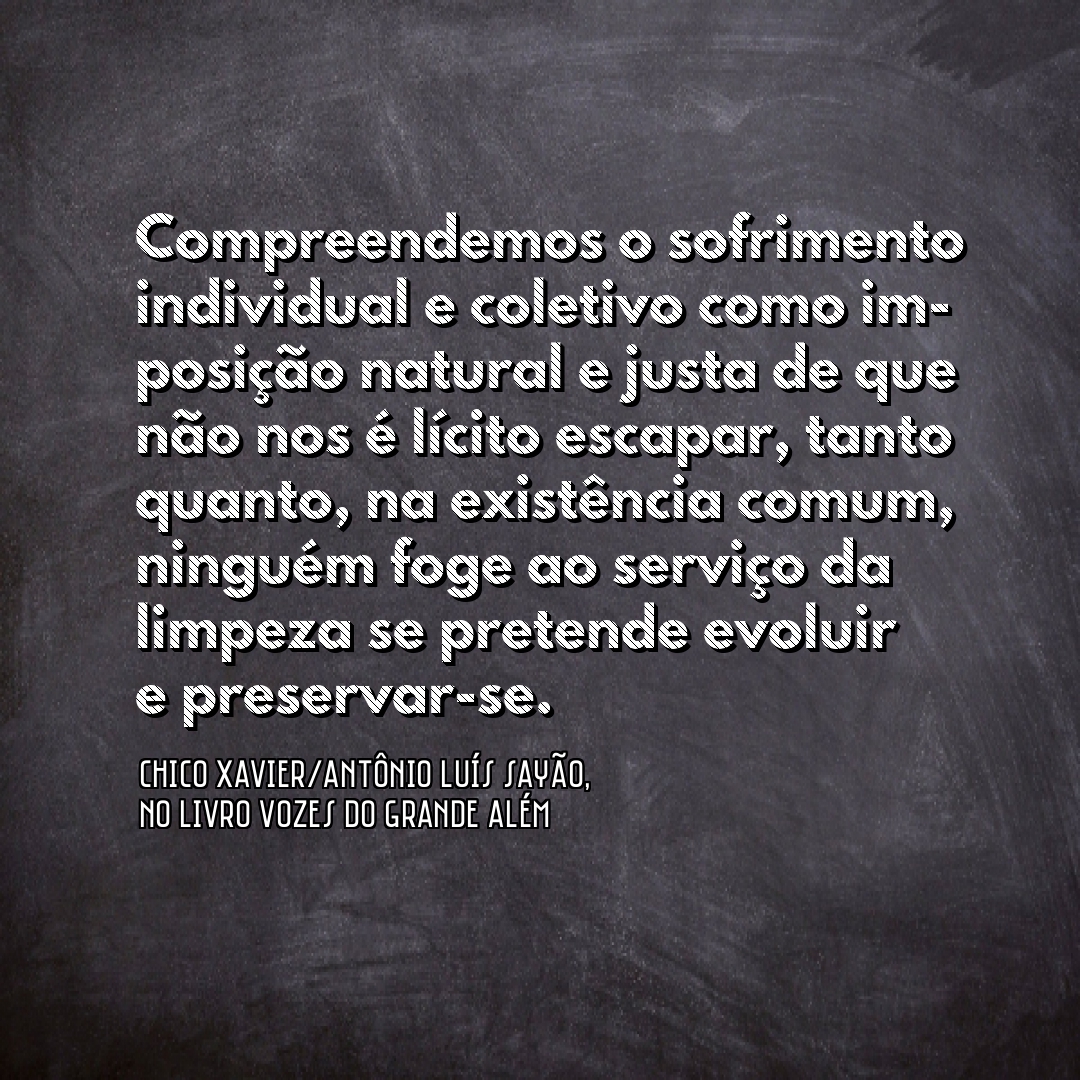 Compreendemos o sofrimento
individual e coletivo como im-
posição natural e justa de que
não nos é lícito escapar, tanto
quanto, na existência comum,
ninguém foge ao serviço da
limpeza se pretende evoluir
e preservar-se.
CHICO XAVIER/ANTÔNIO LUÍS SAYÃO,
NO LIVRO VOZES DO GRANDE ALÉM